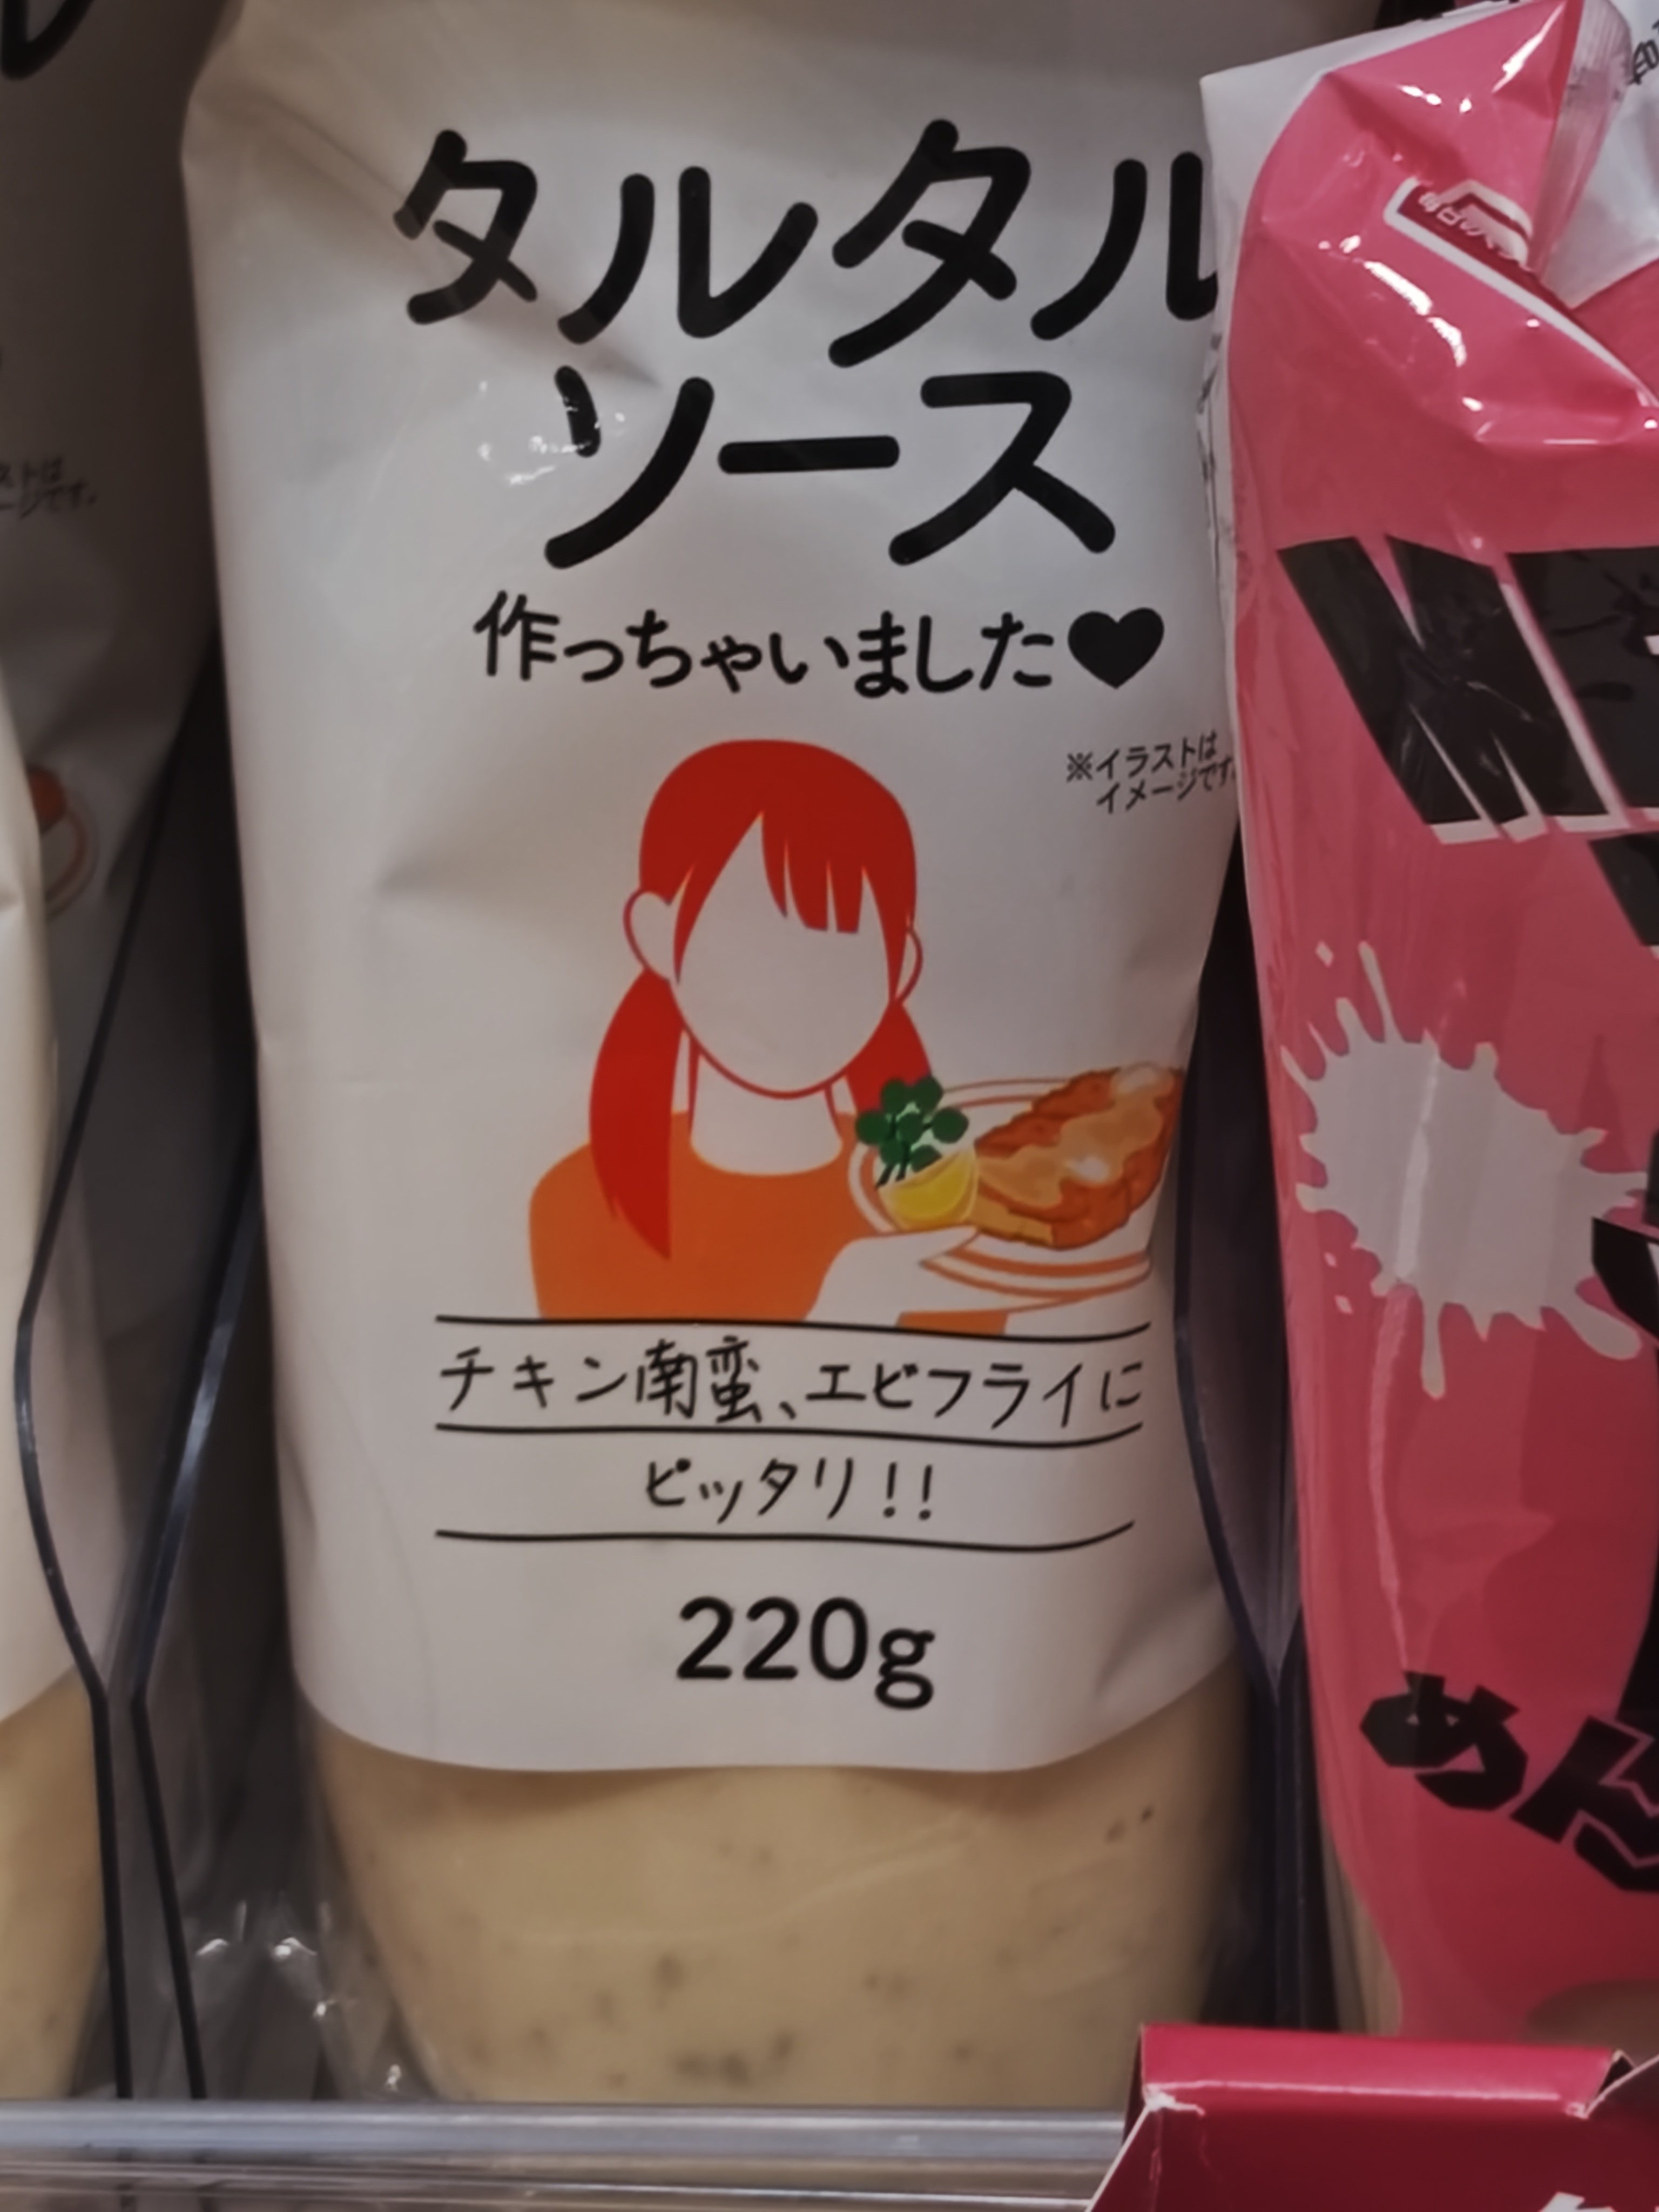 タルタル
ソース
作っちゃいました♥
※イラストは
イメージです。
チキン南蛮、エビフライに
ピッタリ!!
220g
めん